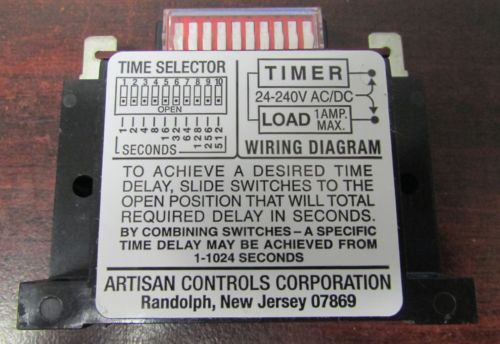 TIME SELECTOR
1 2 3 4 5 6 7 8 9 10
OPEN
1 2 4 8 16 32 64 128 256 512
SECONDS
TIMER
24-240V AC/DC
LOAD 1AMP. MAX.
WIRING DIAGRAM
TO ACHIEVE A DESIRED TIME
DELAY, SLIDE SWITCHES TO THE
OPEN POSITION THAT WILL TOTAL
REQUIRED DELAY IN SECONDS.
BY COMBINING SWITCHES–A SPECIFIC
TIME DELAY MAY BE ACHIEVED FROM
1-1024 SECONDS
ARTISAN CONTROLS CORPORATION
Randolph, New Jersey 07869